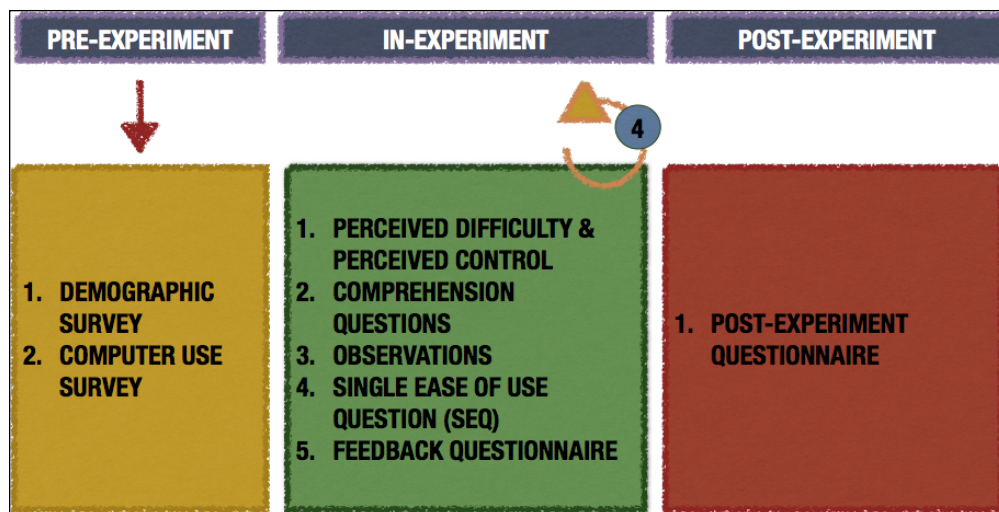 PRE-EXPERIMENT
IN-EXPERIMENT
POST-EXPERIMENT
4
1. DEMOGRAPHIC
SURVEY
2. COMPUTER USE
SURVEY
1. PERCEIVED DIFFICULTY &
PERCEIVED CONTROL
2. COMPREHENSION
QUESTIONS
3. OBSERVATIONS
4. SINGLE EASE OF USE
QUESTION (SEQ)
5. FEEDBACK QUESTIONNAIRE
1. POST-EXPERIMENT
QUESTIONNAIRE